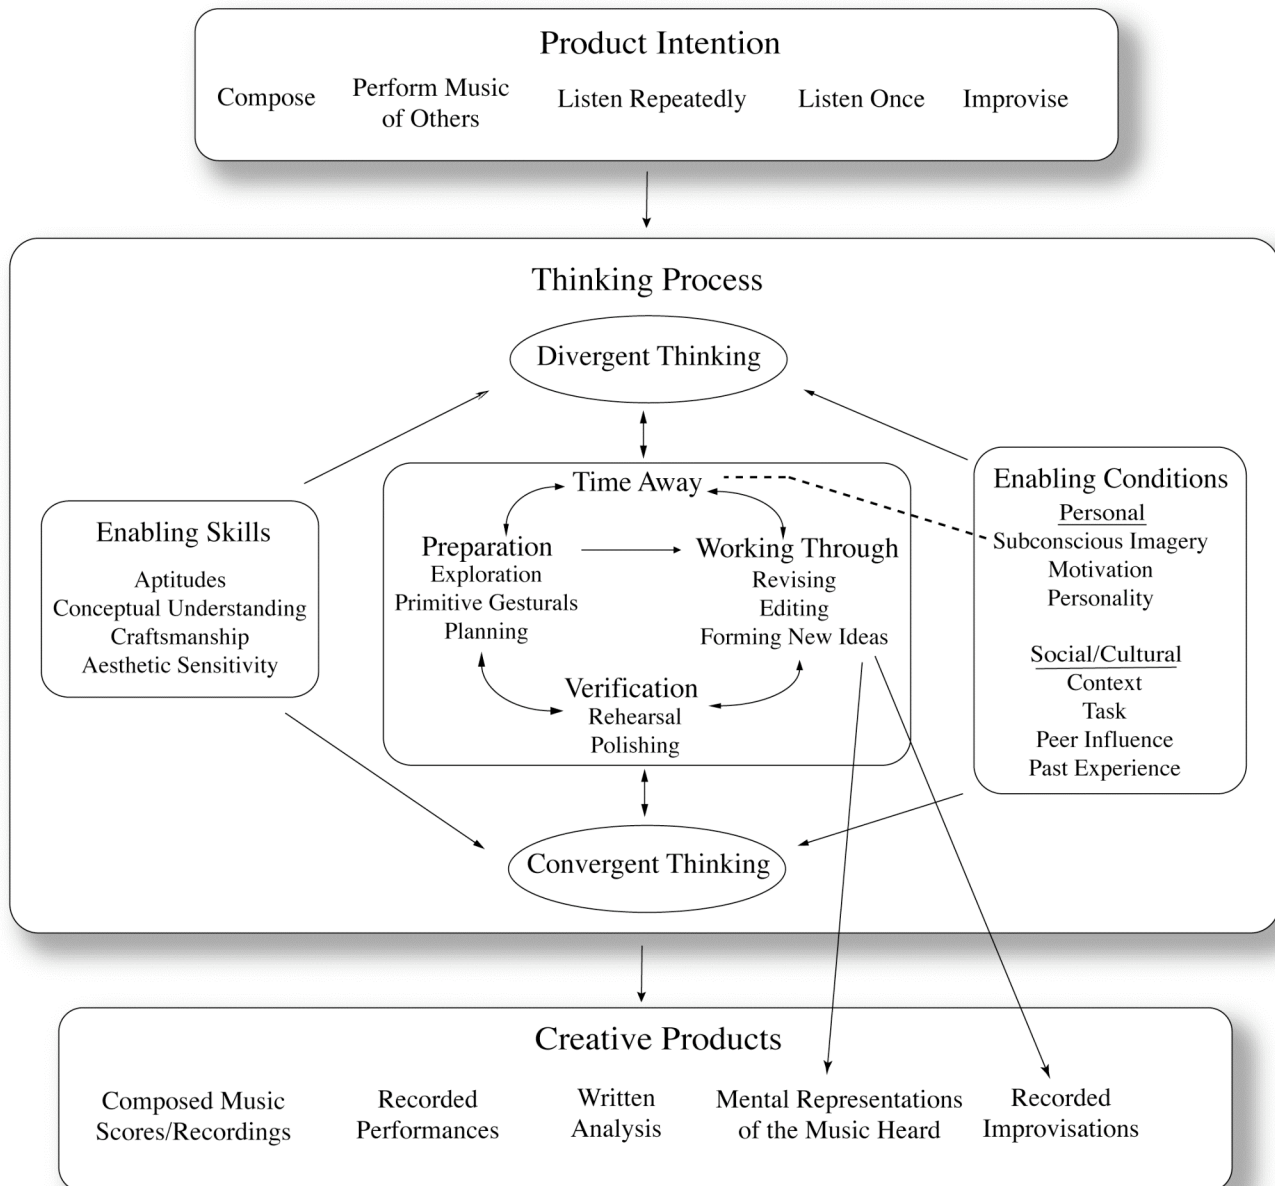 Product Intention
Compose
Perform Music
of Others
Listen Repeatedly
Listen Once
Improvise
Thinking Process
Divergent Thinking
Enabling Skills
Aptitudes
Conceptual Understanding
Craftsmanship
Aesthetic Sensitivity
Time Away
Preparation
Exploration
Primitive Gesturals
Planning
Working Through
Revising
Editing
Forming New Ideas
Verification
Rehearsal
Polishing
Enabling Conditions
Personal
Subconscious Imagery
Motivation
Personality
Social/Cultural
Context
Task
Peer Influence
Past Experience
Convergent Thinking
Creative Products
Composed Music
Scores/Recordings
Recorded
Performances
Written
Analysis
Mental Representations
of the Music Heard
Recorded
Improvisations